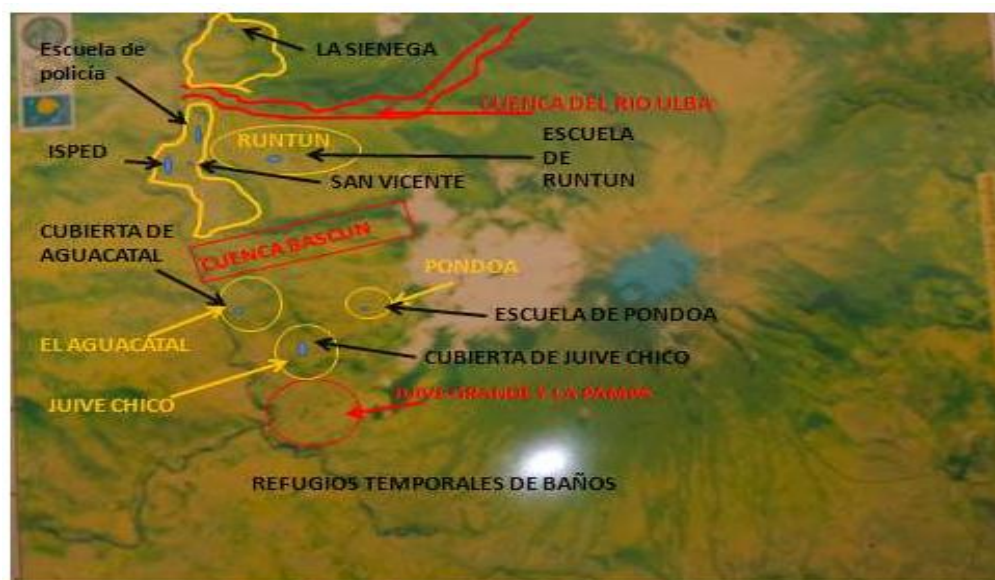 Escuela de
policía
LA SIENEGA
CUENCA DEL RIO ULBA
RUNTUN
ESCUELA
DE
RUNTUN
ISPED
SAN VICENTE
CUBIERTA DE
AGUACATAL
CUENCA BASCUN
PONDOA
ESCUELA DE PONDOA
EL AGUACATAL
CUBIERTA DE JUIVE CHICO
JUIVE CHICO
JUIVE GRANDE Y LA PAMPA
REFUGIOS TEMPORALES DE BAÑOS